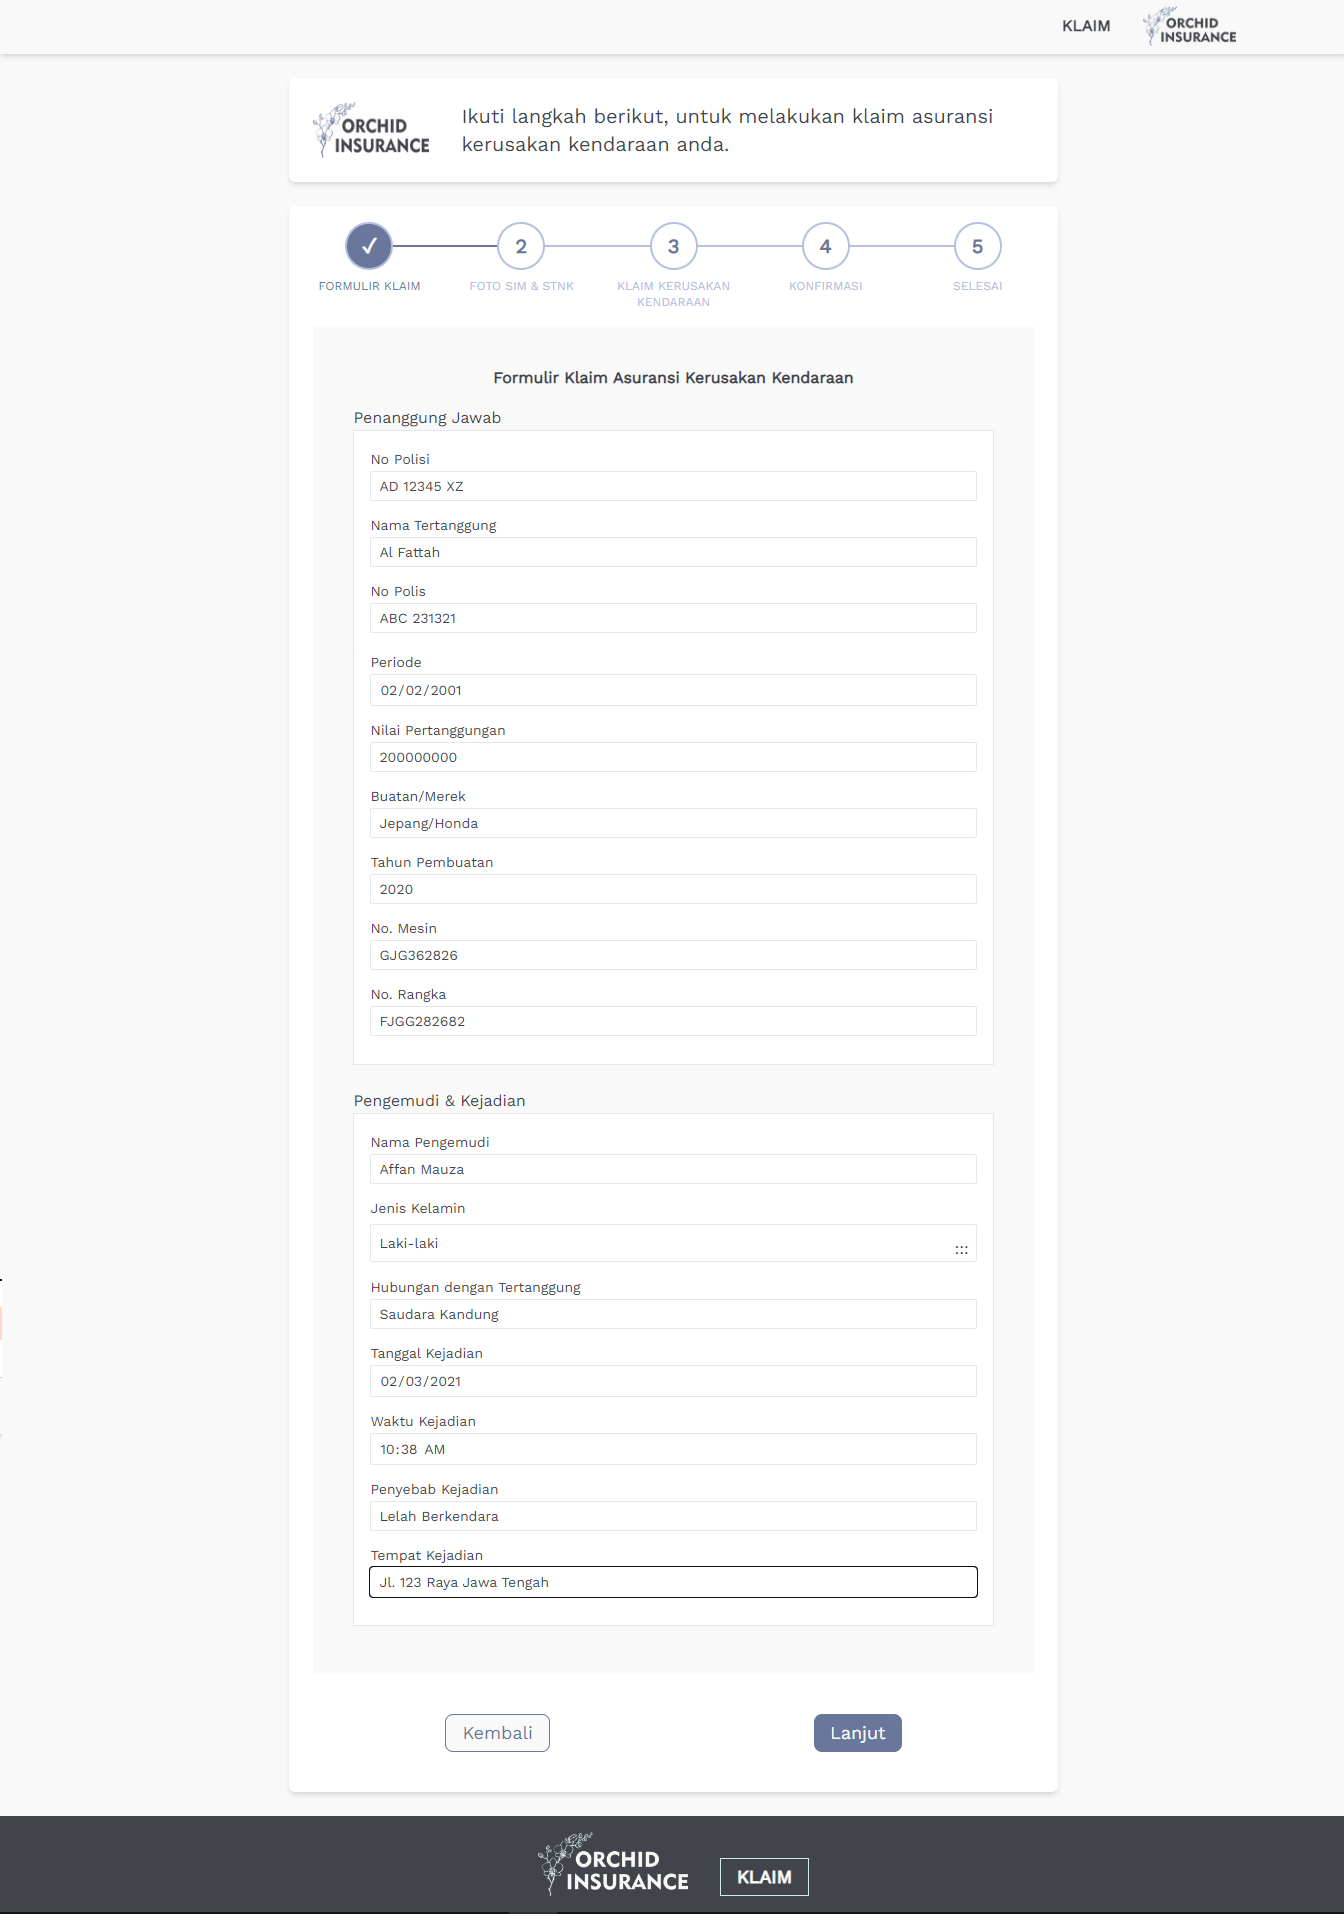 KLAIM
ORCHID
INSURANCE
ORCHID
INSURANCE
Ikuti langkah berikut, untuk melakukan klaim asuransi
kerusakan kendaraan anda.
✓
2
3
4
5
FORMULIR KLAIM
FOTO SIM & STNK
KLAIM KERUSAKAN
KENDARAAN
KONFIRMASI
SELESAI
Formulir Klaim Asuransi Kerusakan Kendaraan
Penanggung Jawab
No Polisi
AD 12345 XZ
Nama Tertanggung
Al Fattah
No Polis
ABC 231321
Periode
02/02/2001
Nilai Pertanggungan
200000000
Buatan/Merek
Jepang/Honda
Tahun Pembuatan
2020
No. Mesin
GJG362826
No. Rangka
FJGG282682
Pengemudi & Kejadian
Nama Pengemudi
Affan Mauza
Jenis Kelamin
Laki-laki
Hubungan dengan Tertanggung
Saudara Kandung
Tanggal Kejadian
02/03/2021
Waktu Kejadian
10:38 AM
Penyebab Kejadian
Lelah Berkendara
Tempat Kejadian
Jl. 123 Raya Jawa Tengah
Kembali
Lanjut
ORCHID
INSURANCE
KLAIM